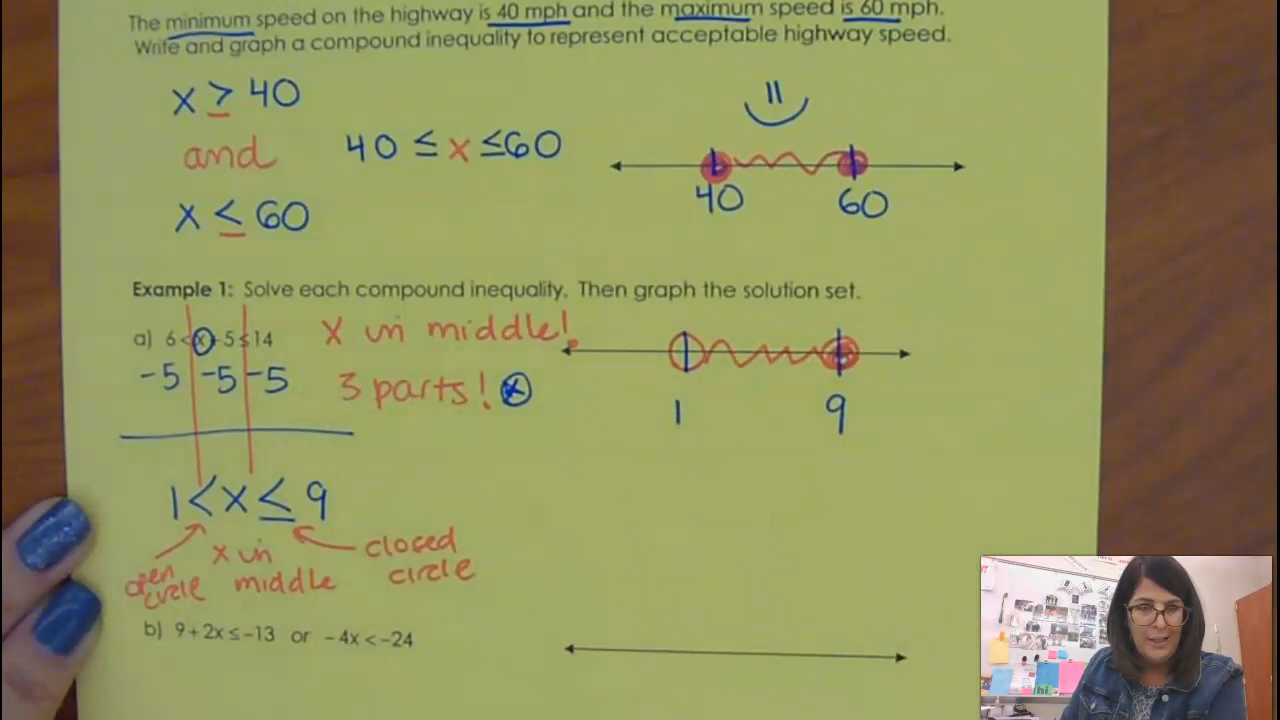 The minimum speed on the highway is 40 mph and the maximum speed is 60 mph.
Write and graph a compound inequality to represent acceptable highway speed.
x ≥ 40
and
x ≤ 60
40 ≤ x ≤ 60
40 60
Example 1: Solve each compound inequality. Then graph the solution set.
a) 6 < x + 5 ≤ 14
-5 -5 -5
x in middle!
3 parts! x
1 9
1 < x ≤ 9
open circle
x in middle
closed circle
b) 9 + 2x ≤ -13 or -4x < -24
hi